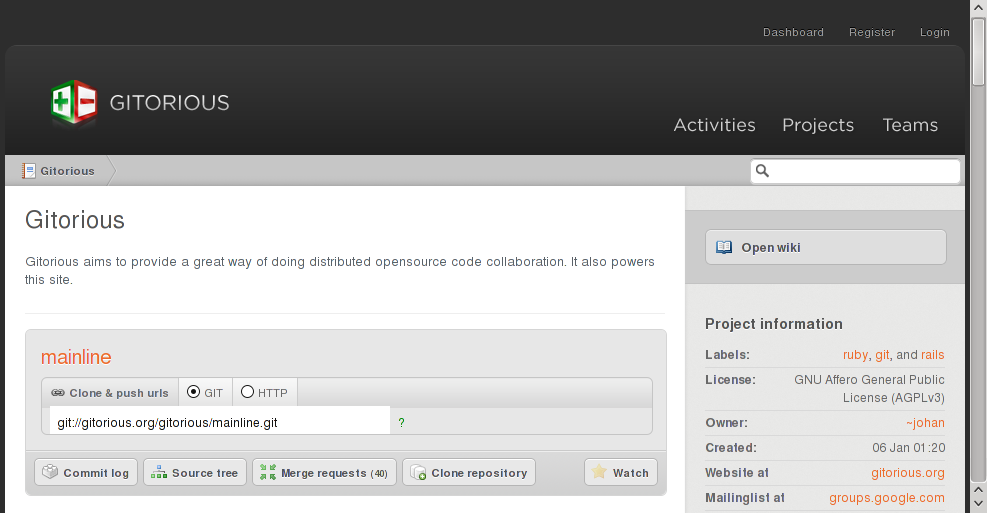 Dashboard Register Login
GITORIOUS
Activities Projects Teams
Gitorious
Gitorious
Gitorious aims to provide a great way of doing distributed opensource code collaboration. It also powers
this site.
mainline
Clone & push urls GIT HTTP
git://gitorious.org/gitorious/mainline.git ?
Commit log Source tree Merge requests (40) Clone repository Watch
Open wiki
Project information
Labels: ruby, git, and rails
License: GNU Affero General Public
License (AGPLv3)
Owner: ~johan
Created: 06 Jan 01:20
Website at gitorious.org
Mailinglist at groups.google.com